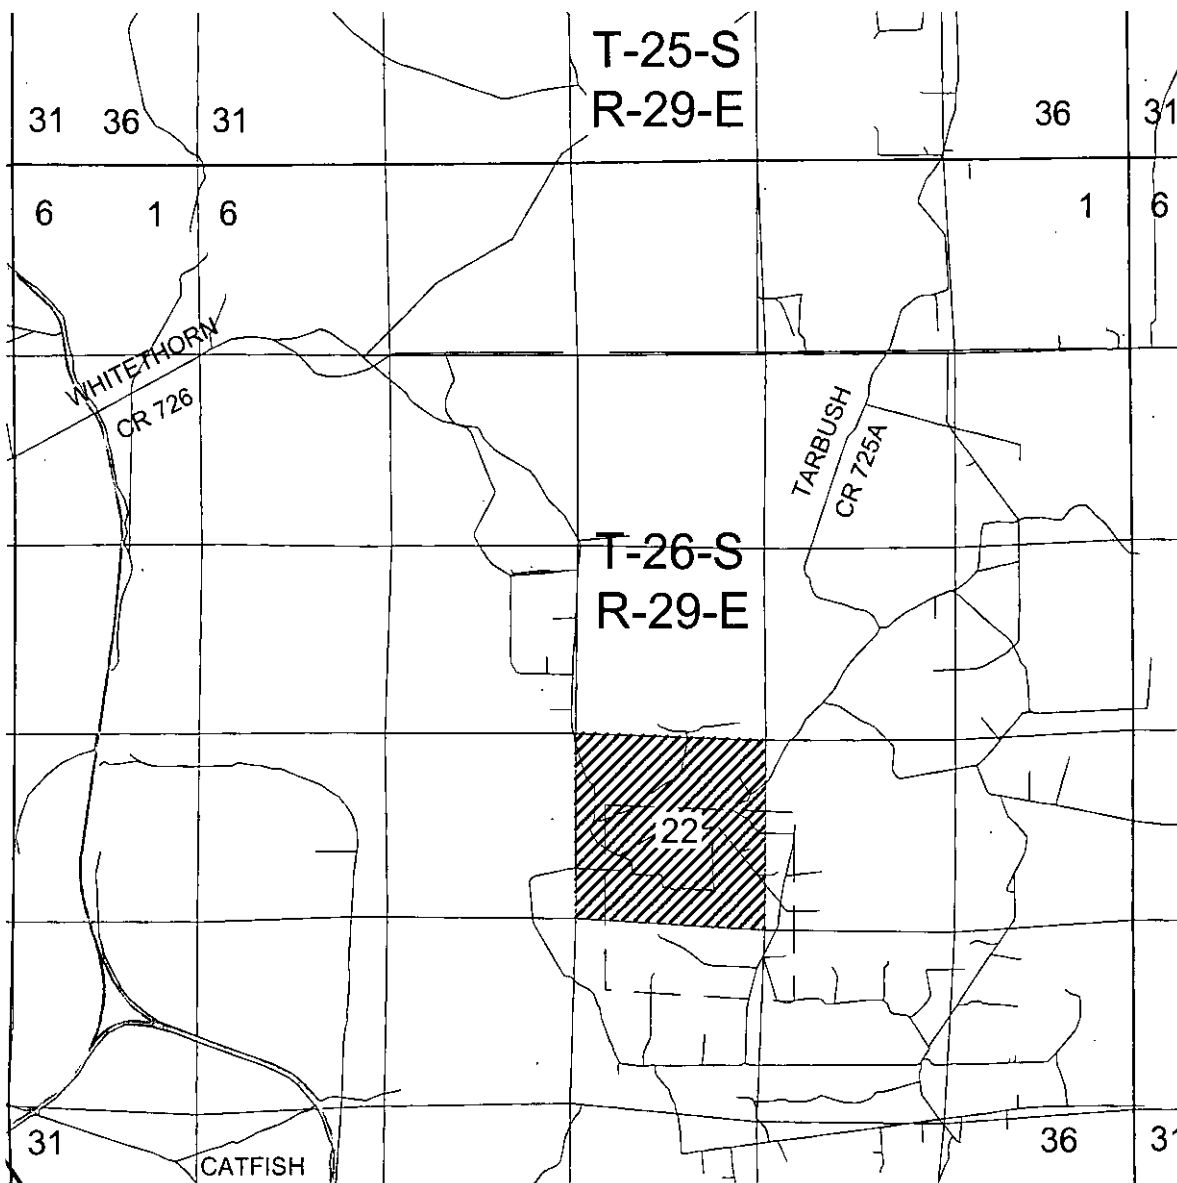 T-25-S
R-29-E
31 36 31 36 31
6 1 6 1 6
WHITETHORN
CR 726
TARBUSH
CR 725A
T-26-S
R-29-E
22
31 36 31
CATFISH